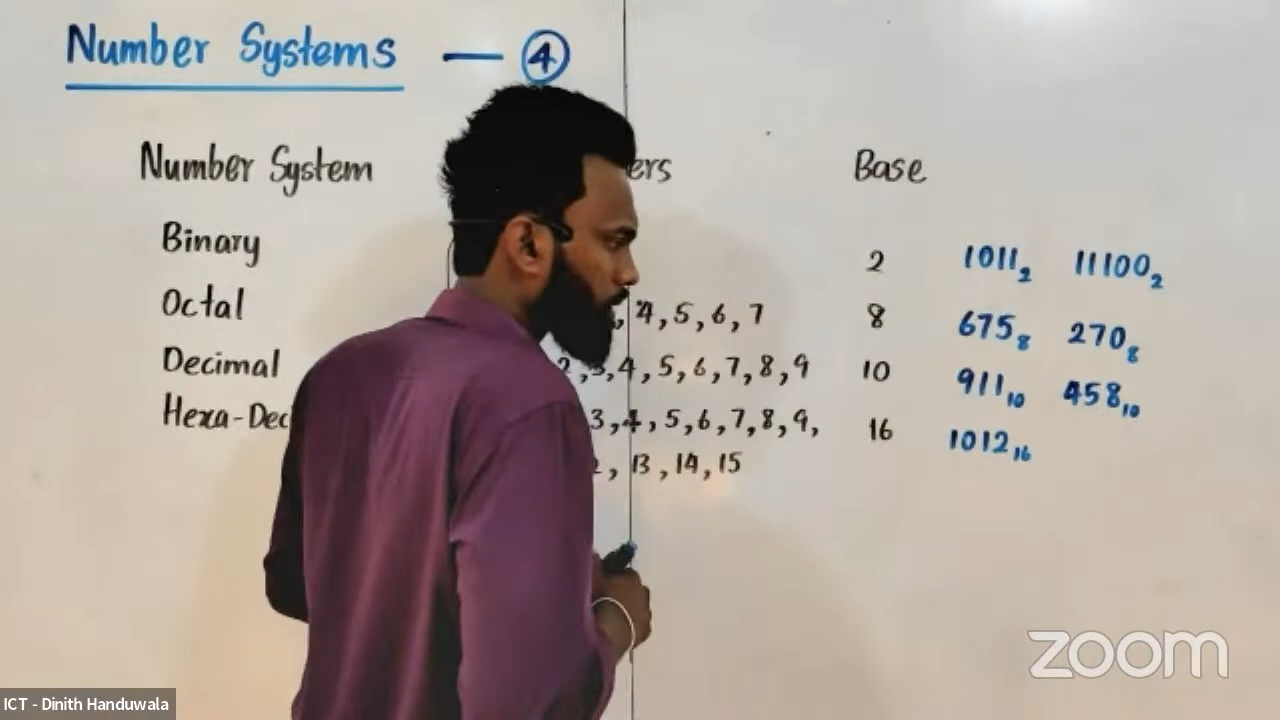 Number Systems — ④
Number System ers Base
Binary 2 1011₂ 11100₂
Octal , 4, 5, 6, 7 8 675₈ 270₈
Decimal 2, 3, 4, 5, 6, 7, 8, 9 10 911₁₀ 458₁₀
Hexa-Dec 3, 4, 5, 6, 7, 8, 9, 16 1012₁₆
, 13, 14, 15
zoom
ICT - Dinith Handuwala